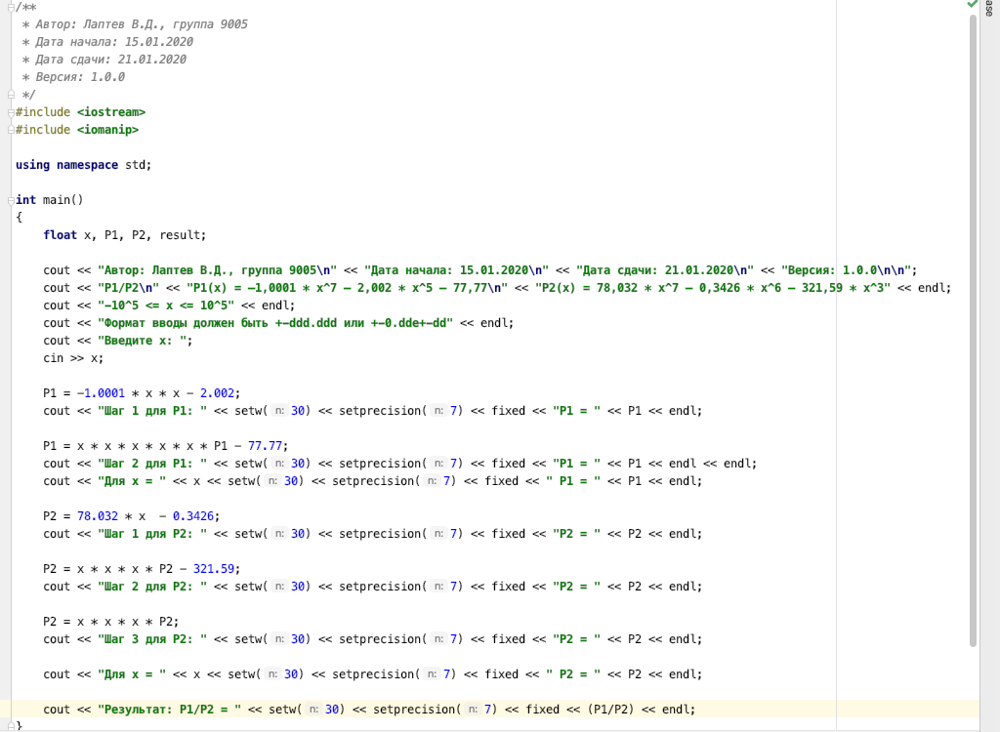 /**
 * Автор: Лаптев В.Д., группа 9005
 * Дата начала: 15.01.2020
 * Дата сдачи: 21.01.2020
 * Версия: 1.0.0
 */
#include <iostream>
#include <iomanip>
using namespace std;
int main()
{
    float x, P1, P2, result;
    cout << "Автор: Лаптев В.Д., группа 9005\n" << "Дата начала: 15.01.2020\n" << "Дата сдачи: 21.01.2020\n" << "Версия: 1.0.0\n\n";
    cout << "P1/P2\n" << "P1(x) = −1,0001 * x^7 − 2,002 * x^5 − 77,77\n" << "P2(x) = 78,032 * x^7 − 0,3426 * x^6 − 321,59 * x^3" << endl;
    cout << "−10^5 <= x <= 10^5" << endl;
    cout << "Формат вводы должен быть +−ddd.ddd или +−0.dde+−dd" << endl;
    cout << "Введите x: ";
    cin >> x;
    P1 = −1.0001 * x * x − 2.002;
    cout << "Шаг 1 для P1: " << setw( n: 30) << setprecision( n: 7) << fixed << "P1 = " << P1 << endl;
    P1 = x * x * x * x * x * P1 − 77.77;
    cout << "Шаг 2 для P1: " << setw( n: 30) << setprecision( n: 7) << fixed << "P1 = " << P1 << endl << endl;
    cout << "Для x = " << x << setw( n: 30) << setprecision( n: 7) << fixed << " P1 = " << P1 << endl;
    P2 = 78.032 * x  − 0.3426;
    cout << "Шаг 1 для P2: " << setw( n: 30) << setprecision( n: 7) << fixed << "P2 = " << P2 << endl;
    P2 = x * x * x * P2 − 321.59;
    cout << "Шаг 2 для P2: " << setw( n: 30) << setprecision( n: 7) << fixed << "P2 = " << P2 << endl;
    P2 = x * x * x * P2;
    cout << "Шаг 3 для P2: " << setw( n: 30) << setprecision( n: 7) << fixed << "P2 = " << P2 << endl;
    cout << "Для x = " << x << setw( n: 30) << setprecision( n: 7) << fixed << " P2 = " << P2 << endl;
    cout << "Результат: P1/P2 = " << setw( n: 30) << setprecision( n: 7) << fixed << (P1/P2) << endl;
}
ase